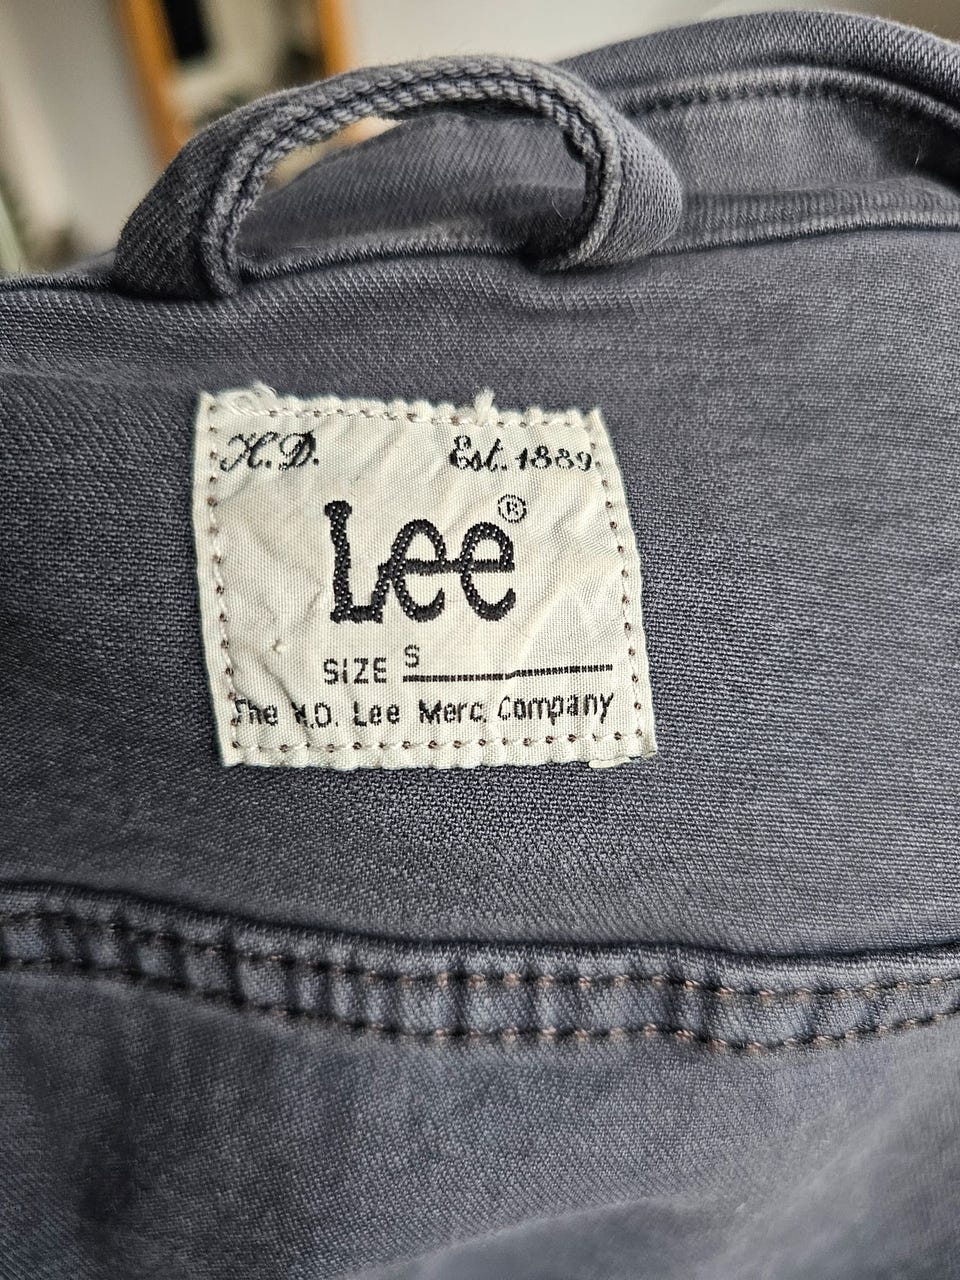 H.D. Est. 1889
Lee®
SIZE S
The H.D. Lee Merc. Company